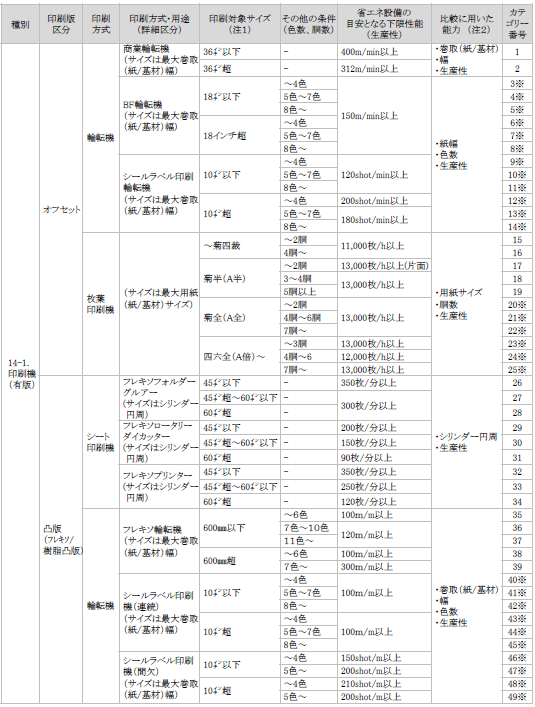 種別 印刷版区分 印刷方式 印刷方式・用途(詳細区分) 印刷対象サイズ(注1) その他の条件(色数、胴数) 省エネ設備の目安となる下限性能(生産性) 比較に用いた能力 (注2) カテゴリー番号
14-1.印刷機(有版)
オフセット
輪転機
商業輪転機(サイズは最大巻取(紙/基材)幅)
36㌅以下 - 400m/min以上 1
36㌅超 - 312m/min以上 2
・巻取(紙/基材)
・幅
・生産性
BF輪転機(サイズは最大巻取(紙/基材)幅)
18㌅以下 ～4色 150m/min以上 3※
5色～7色 4※
8色～ 5※
18インチ超 ～4色 6※
5色～7色 7※
8色～ 8※
シールラベル印刷輪転機(サイズは最大巻取(紙/基材)幅)
10㌅以下 ～4色 120shot/min以上 9※
5色～7色 10※
8色～ 11※
10㌅超 ～4色 200shot/min以上 12※
5色～7色 180shot/min以上 13※
8色～ 14※
・紙幅
・色数
・生産性
枚葉印刷機
(サイズは最大用紙(紙/基材)サイズ)
～菊四裁 ～2胴 11,000枚/h以上 15
4胴～ 16
菊半(A半) ～2胴 13,000枚/h以上(片面) 17
3～4胴 13,000枚/h以上 18
5胴以上 19
菊全(A全) ～2胴 13,000枚/h以上 20※
4胴～6胴 21※
7胴～ 22※
四六全(A倍)～ ～3胴 13,000枚/h以上 23※
4胴～6 12,000枚/h以上 24※
7胴～ 13,000枚/h以上 25※
・用紙サイズ
・胴数
・生産性
凸版(フレキソ/樹脂凸版)
シート印刷機
フレキソフォルダーグルアー(サイズはシリンダー円周)
45㌅以下 - 350枚/分以上 26
45㌅超～60㌅以下 - 300枚/分以上 27
60㌅超 - 28
フレキソロータリーダイカッター(サイズはシリンダー円周)
45㌅以下 - 200枚/分以上 29
45㌅超～60㌅以下 - 150枚/分以上 30
60㌅超 - 90枚/分以上 31
フレキソプリンター(サイズはシリンダー円周)
45㌅以下 - 350枚/分以上 32
45㌅超～60㌅以下 - 250枚/分以上 33
60㌅超 - 120枚/分以上 34
・シリンダー円周
・生産性
輪転機
フレキソ輪転機(サイズは最大巻取(紙/基材)幅)
600㎜以下 ～6色 100m/m以上 35
7色～10色 120m/m以上 36
11色～ 37
600㎜超 ～6色 100m/m以上 38
7色～ 300m/m以上 39
シールラベル印刷機(連続)(サイズは最大巻取(紙/基材)幅)
10㌅以下 ～4色 100m/m以上 40※
5色～7色 41※
8色～ 42※
10㌅超 ～4色 100m/m以上 43※
5色～7色 44※
8色～ 45※
シールラベル印刷機(間欠)(サイズは最大巻取(紙/基材)幅)
10㌅以下 ～4色 150shot/m以上 46※
5色～ 200shot/m以上 47※
10㌅超 ～4色 210shot/m以上 48※
5色～ 200shot/m以上 49※
・巻取(紙/基材)
・幅
・色数
・生産性